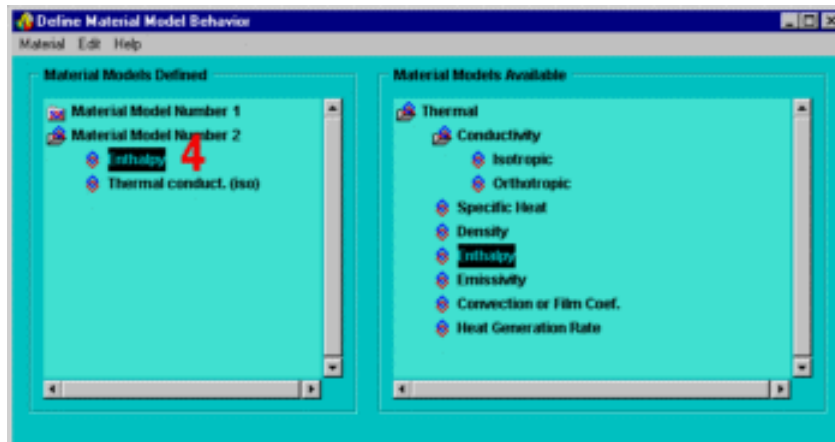 Define Material Model Behavior
Material Edit Help
Material Models Defined
Material Model Number 1
Material Model Number 2
Enthalpy 4
Thermal conduct. (iso)
Material Models Available
Thermal
Conductivity
Isotropic
Orthotropic
Specific Heat
Density
Enthalpy
Emissivity
Convection or Film Coef.
Heat Generation Rate